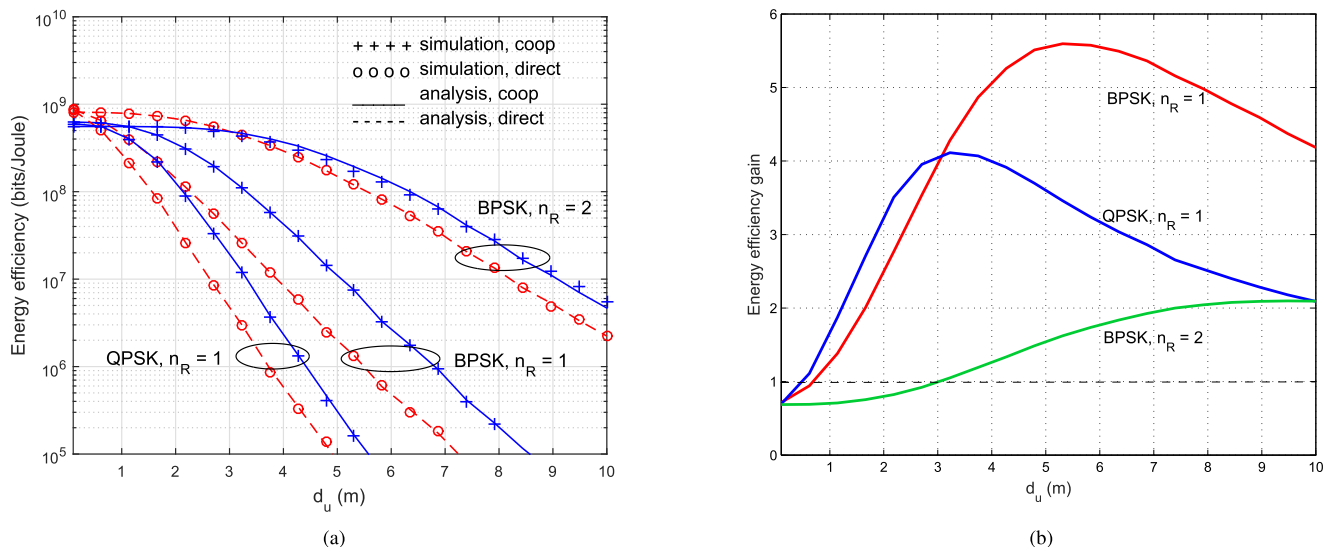 10^10
10^9
10^8
10^7
10^6
10^5
Energy efficiency (bits/Joule)
+ + + + simulation, coop
o o o o simulation, direct
analysis, coop
analysis, direct
BPSK, n_R = 2
QPSK, n_R = 1
BPSK, n_R = 1
1 2 3 4 5 6 7 8 9 10
d_u (m)
(a)
6
5
4
3
2
1
0
Energy efficiency gain
BPSK, n_R = 1
QPSK, n_R = 1
BPSK, n_R = 2
1 2 3 4 5 6 7 8 9 10
d_u (m)
(b)